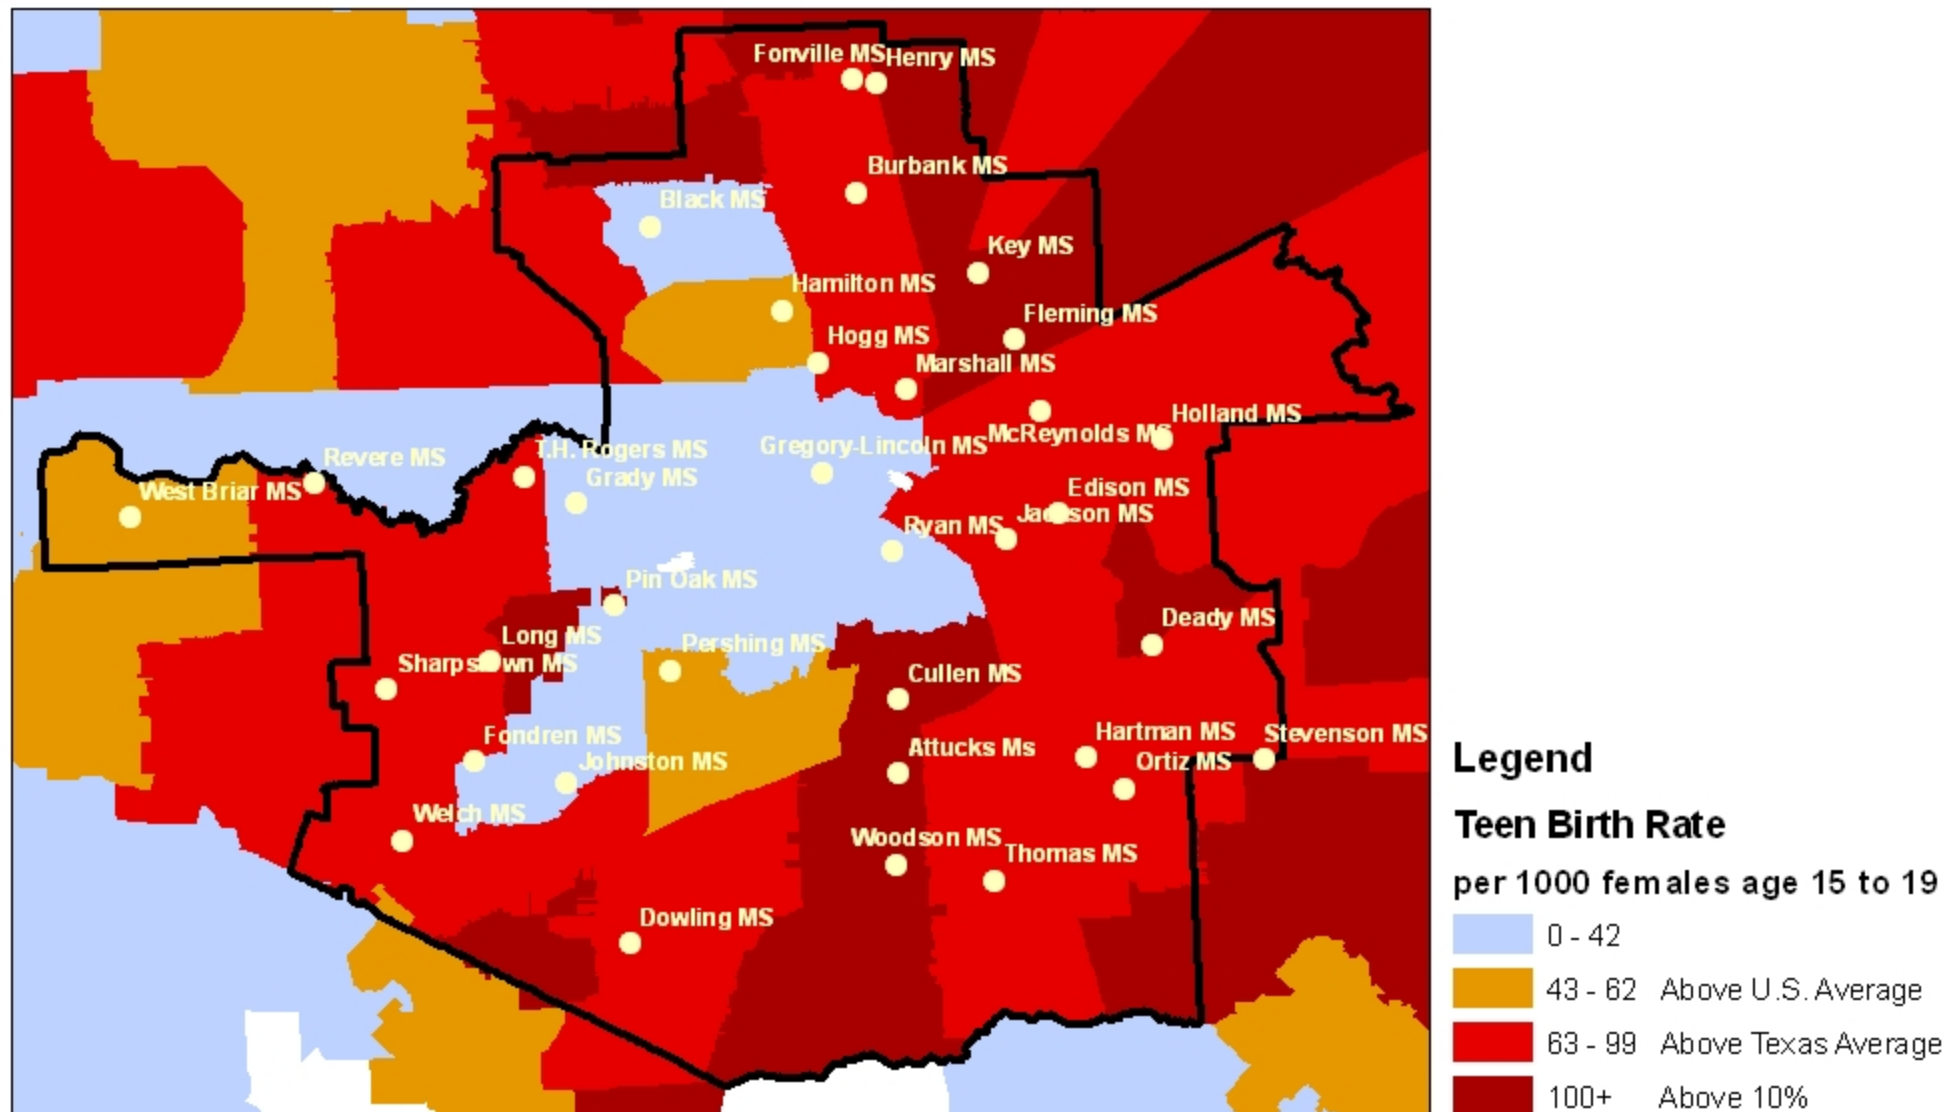 Fonville MS
Henry MS
Burbank MS
Black MS
Key MS
Hamilton MS
Fleming MS
Hogg MS
Marshall MS
Holland MS
McReynolds MS
T.H. Rogers MS
Gregory-Lincoln MS
Revere MS
Grady MS
West Briar MS
Edison MS
Jackson MS
Ryan MS
Pin Oak MS
Deady MS
Long MS
Pershing MS
Sharpstown MS
Cullen MS
Fondren MS
Hartman MS
Stevenson MS
Attucks Ms
Johnston MS
Ortiz MS
Welch MS
Woodson MS
Thomas MS
Dowling MS
Legend
Teen Birth Rate
per 1000 females age 15 to 19
0 - 42
43 - 62 Above U.S. Average
63 - 99 Above Texas Average
100+ Above 10%